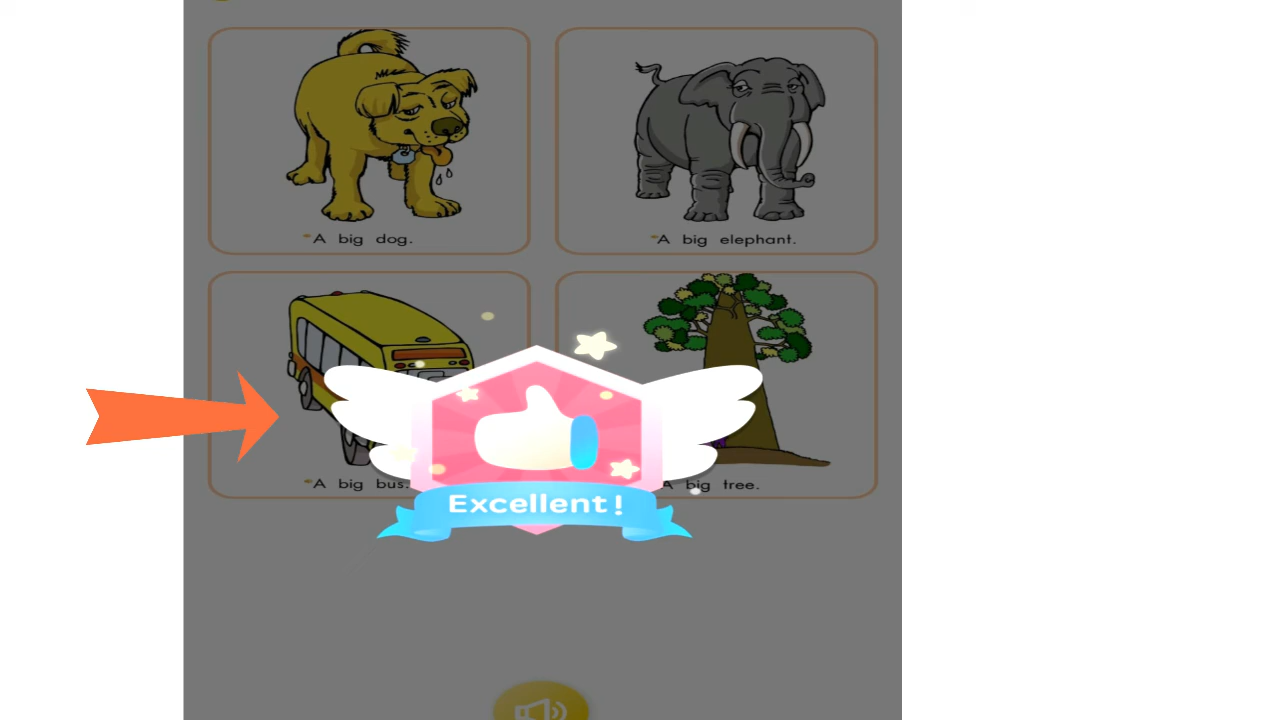 A big dog.
A big elephant.
A big bus.
A big tree.
Excellent!